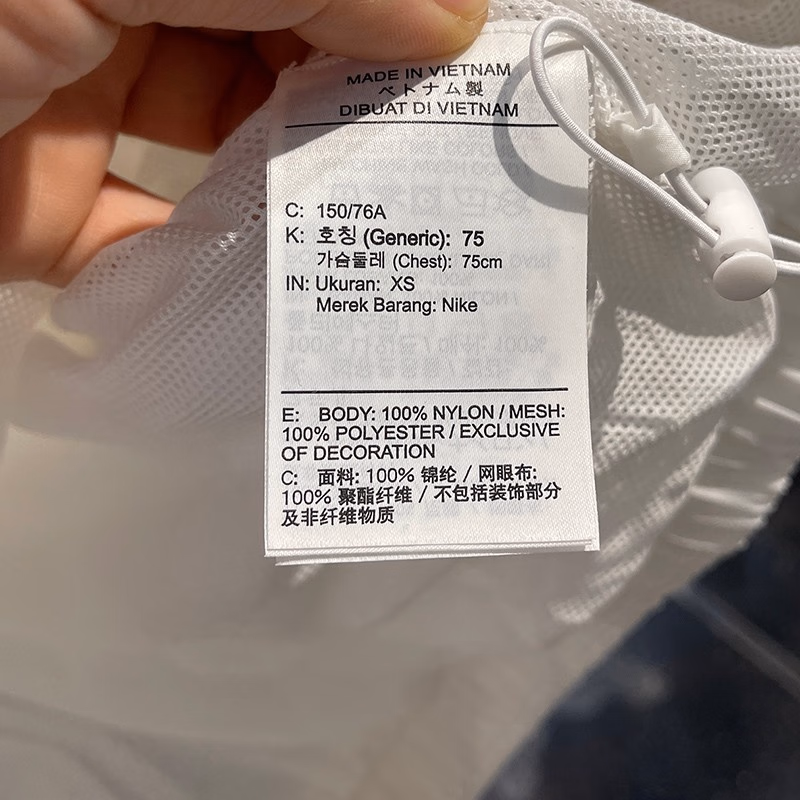 MADE IN VIETNAM
ベトナム製
DIBUAT DI VIETNAM
C: 150/76A
K: 호칭 (Generic): 75
가슴둘레 (Chest): 75cm
IN: Ukuran: XS
Merek Barang: Nike
E: BODY: 100% NYLON / MESH:
100% POLYESTER / EXCLUSIVE
OF DECORATION
C: 面料: 100% 锦纶 / 网眼布:
100% 聚酯纤维 / 不包括装饰部分
及非纤维物质